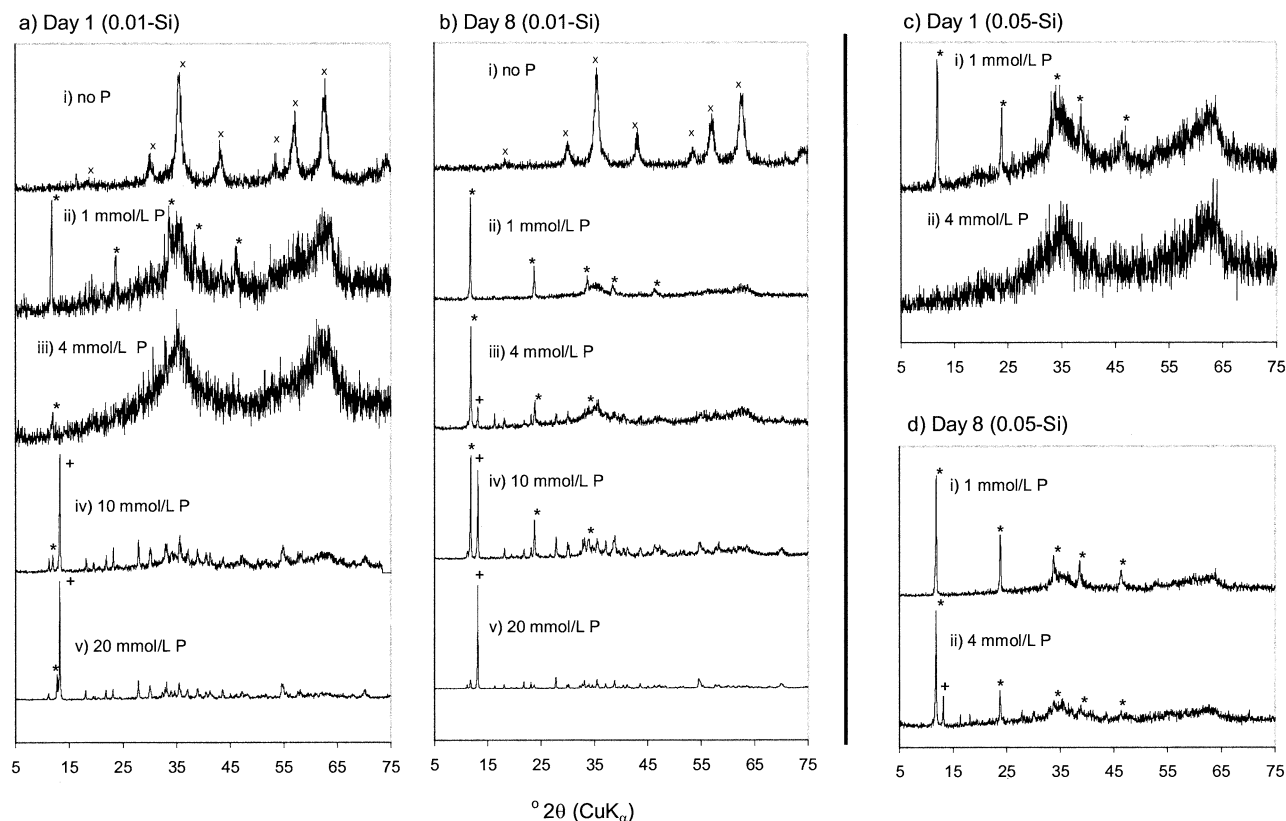 a) Day 1 (0.01-Si)
i) no P
x
x
x
x
x
x
x
ii) 1 mmol/L P
*
*
*
*
*
iii) 4 mmol/L P
*
iv) 10 mmol/L P
+
*
v) 20 mmol/L P
+
*
5 15 25 35 45 55 65 75
b) Day 8 (0.01-Si)
i) no P
x
x
x
x
x
x
x
ii) 1 mmol/L P
*
*
*
*
*
iii) 4 mmol/L P
*
+
*
*
iv) 10 mmol/L P
*
+
*
*
v) 20 mmol/L P
+
5 15 25 35 45 55 65 75
c) Day 1 (0.05-Si)
i) 1 mmol/L P
*
*
*
*
*
ii) 4 mmol/L P
5 15 25 35 45 55 65 75
d) Day 8 (0.05-Si)
i) 1 mmol/L P
*
*
*
*
*
ii) 4 mmol/L P
*
+
*
*
*
*
5 15 25 35 45 55 65 75
° 2θ (CuKα)